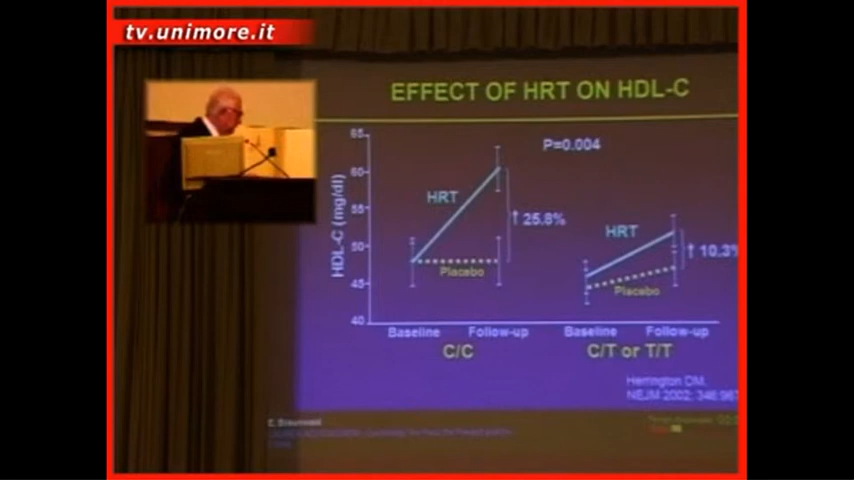 tv.unimore.it
EFFECT OF HRT ON HDL-C
P=0.004
HDL-C (mg/dl)
65
60
55
50
45
40
HRT
↑ 25.8%
Placebo
HRT
↑ 10.3%
Placebo
Baseline Follow-up Baseline Follow-up
C/C C/T or T/T
Herrington DM,
NEJM 2002; 346:967
E. Braunwald